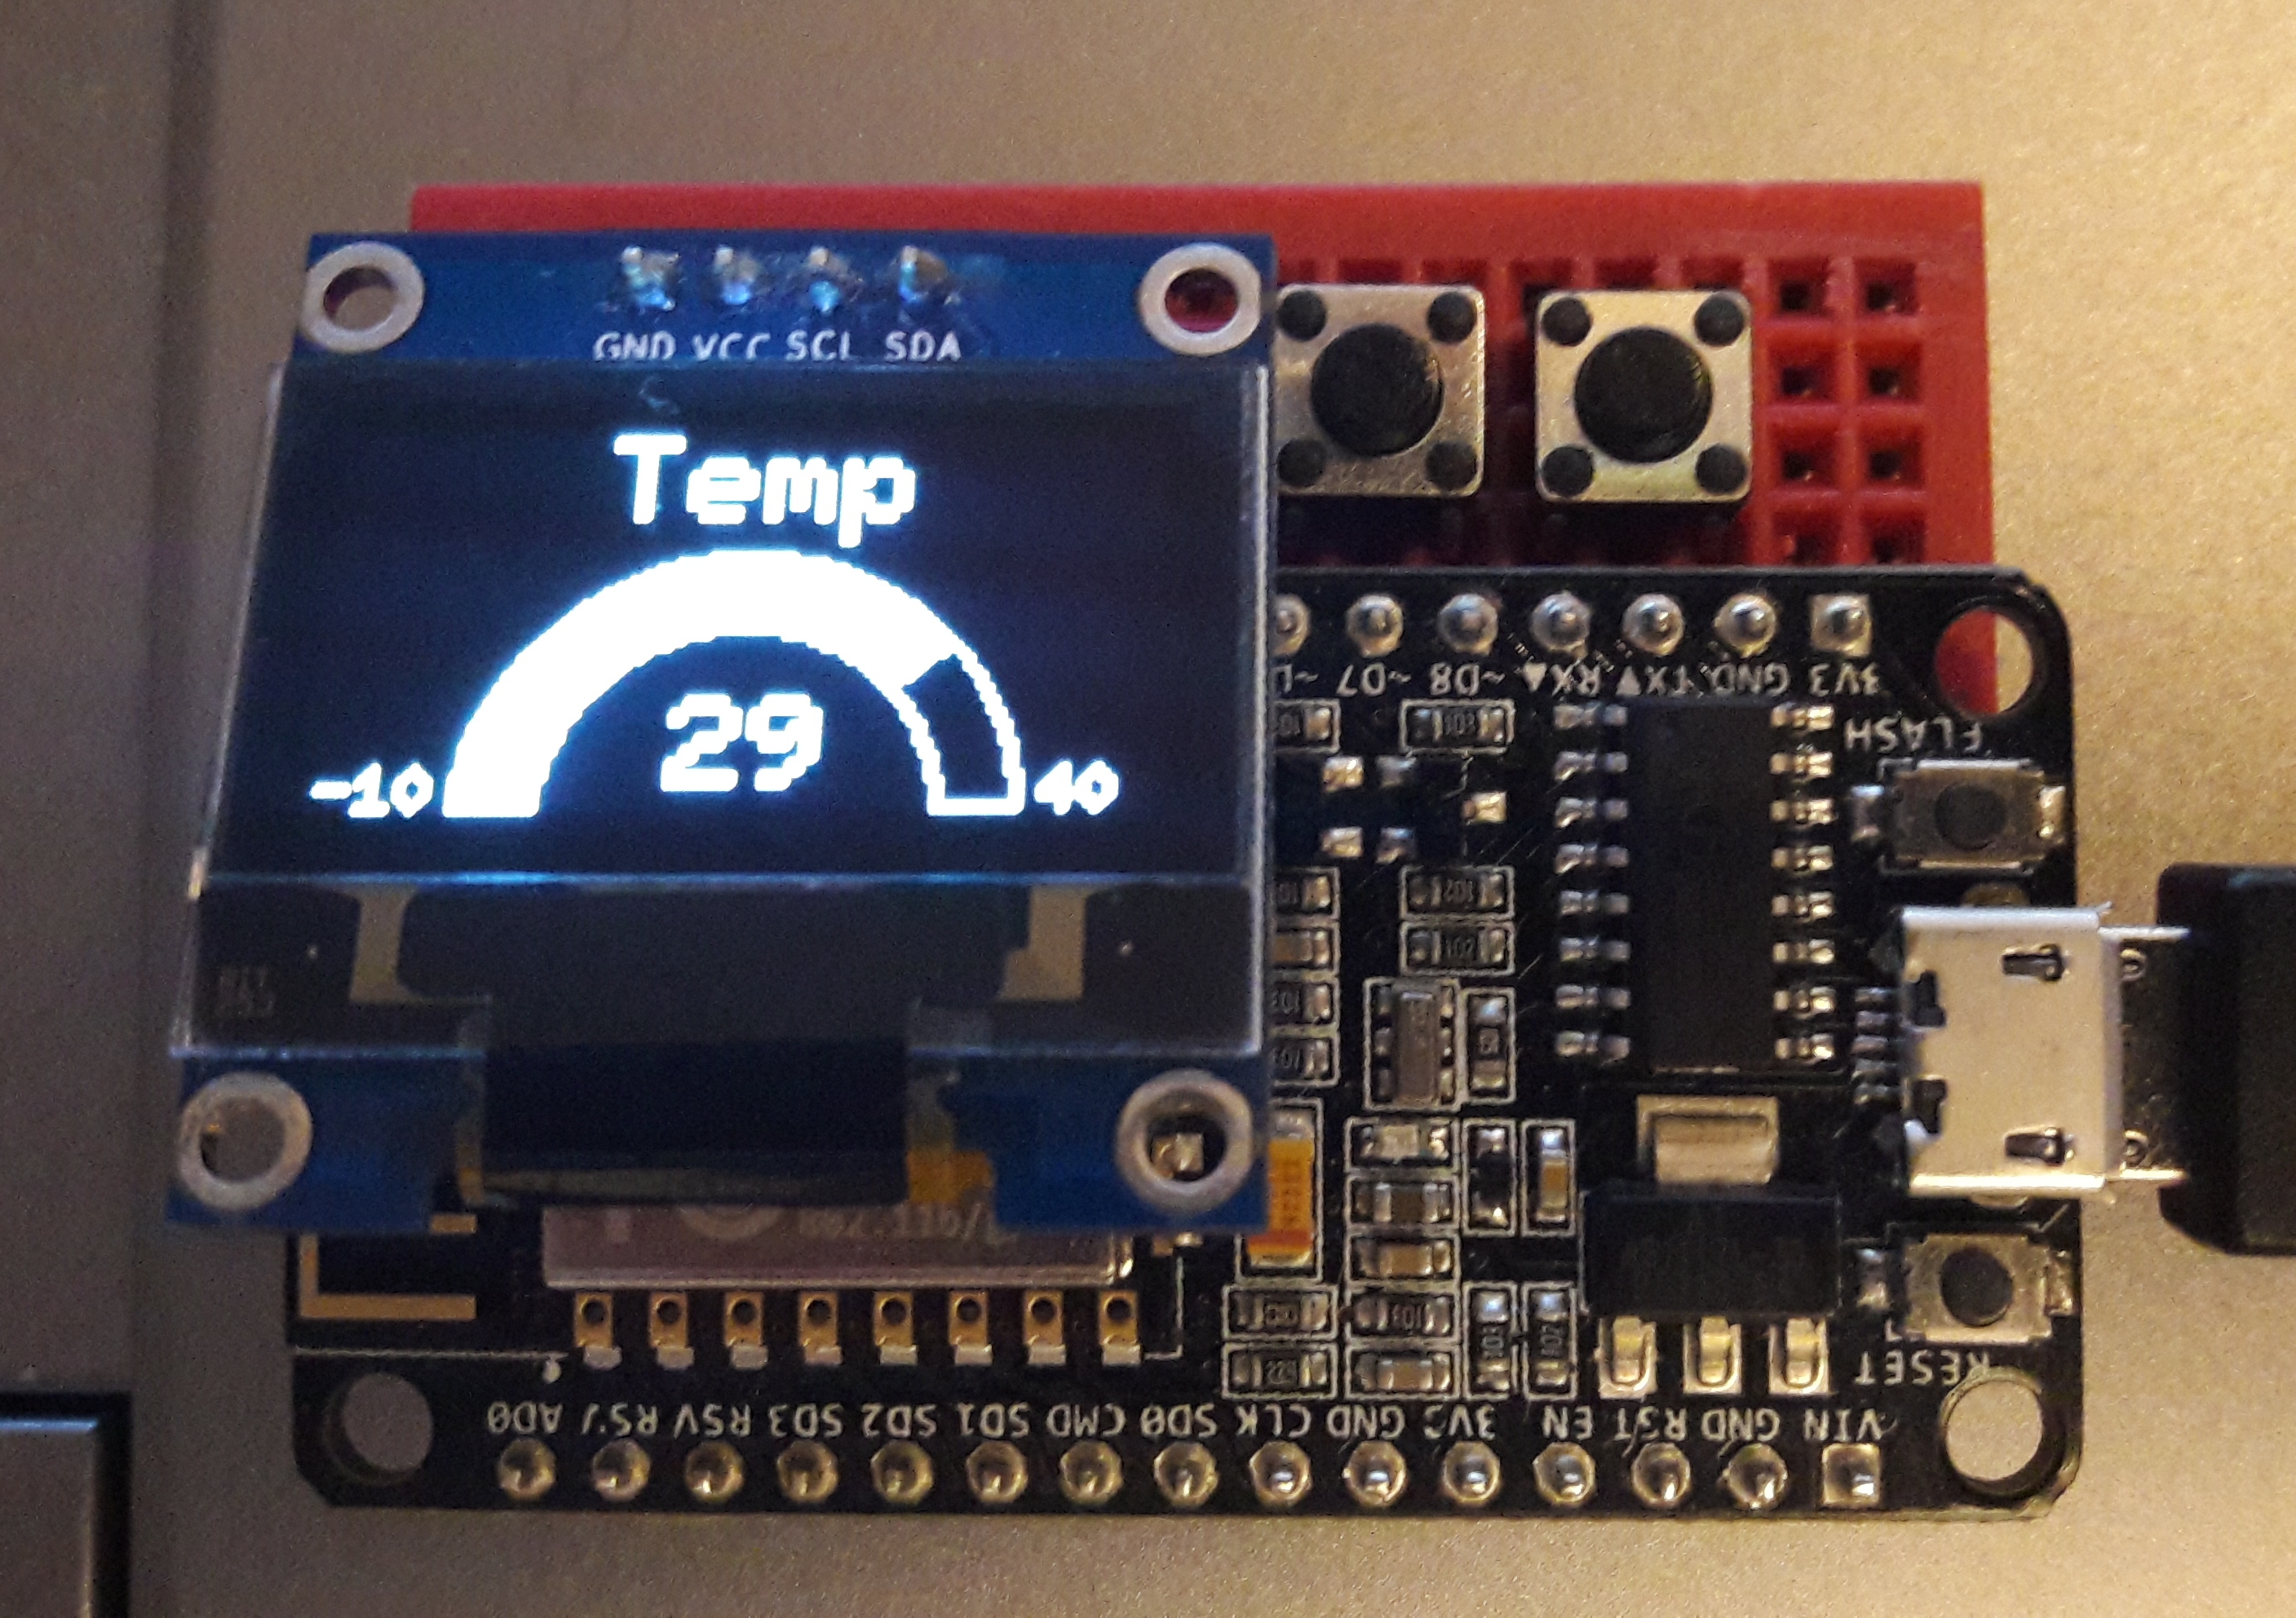 GND VCC SCL SDA
Temp
29
-10
40
~D7 ~D8 RX TX GND 3V3
FLASH
RESET
AD0 RSV RSV SD3 SD2 SD1 CMD SD0 CLK GND 3V3 EN RST GND VIN